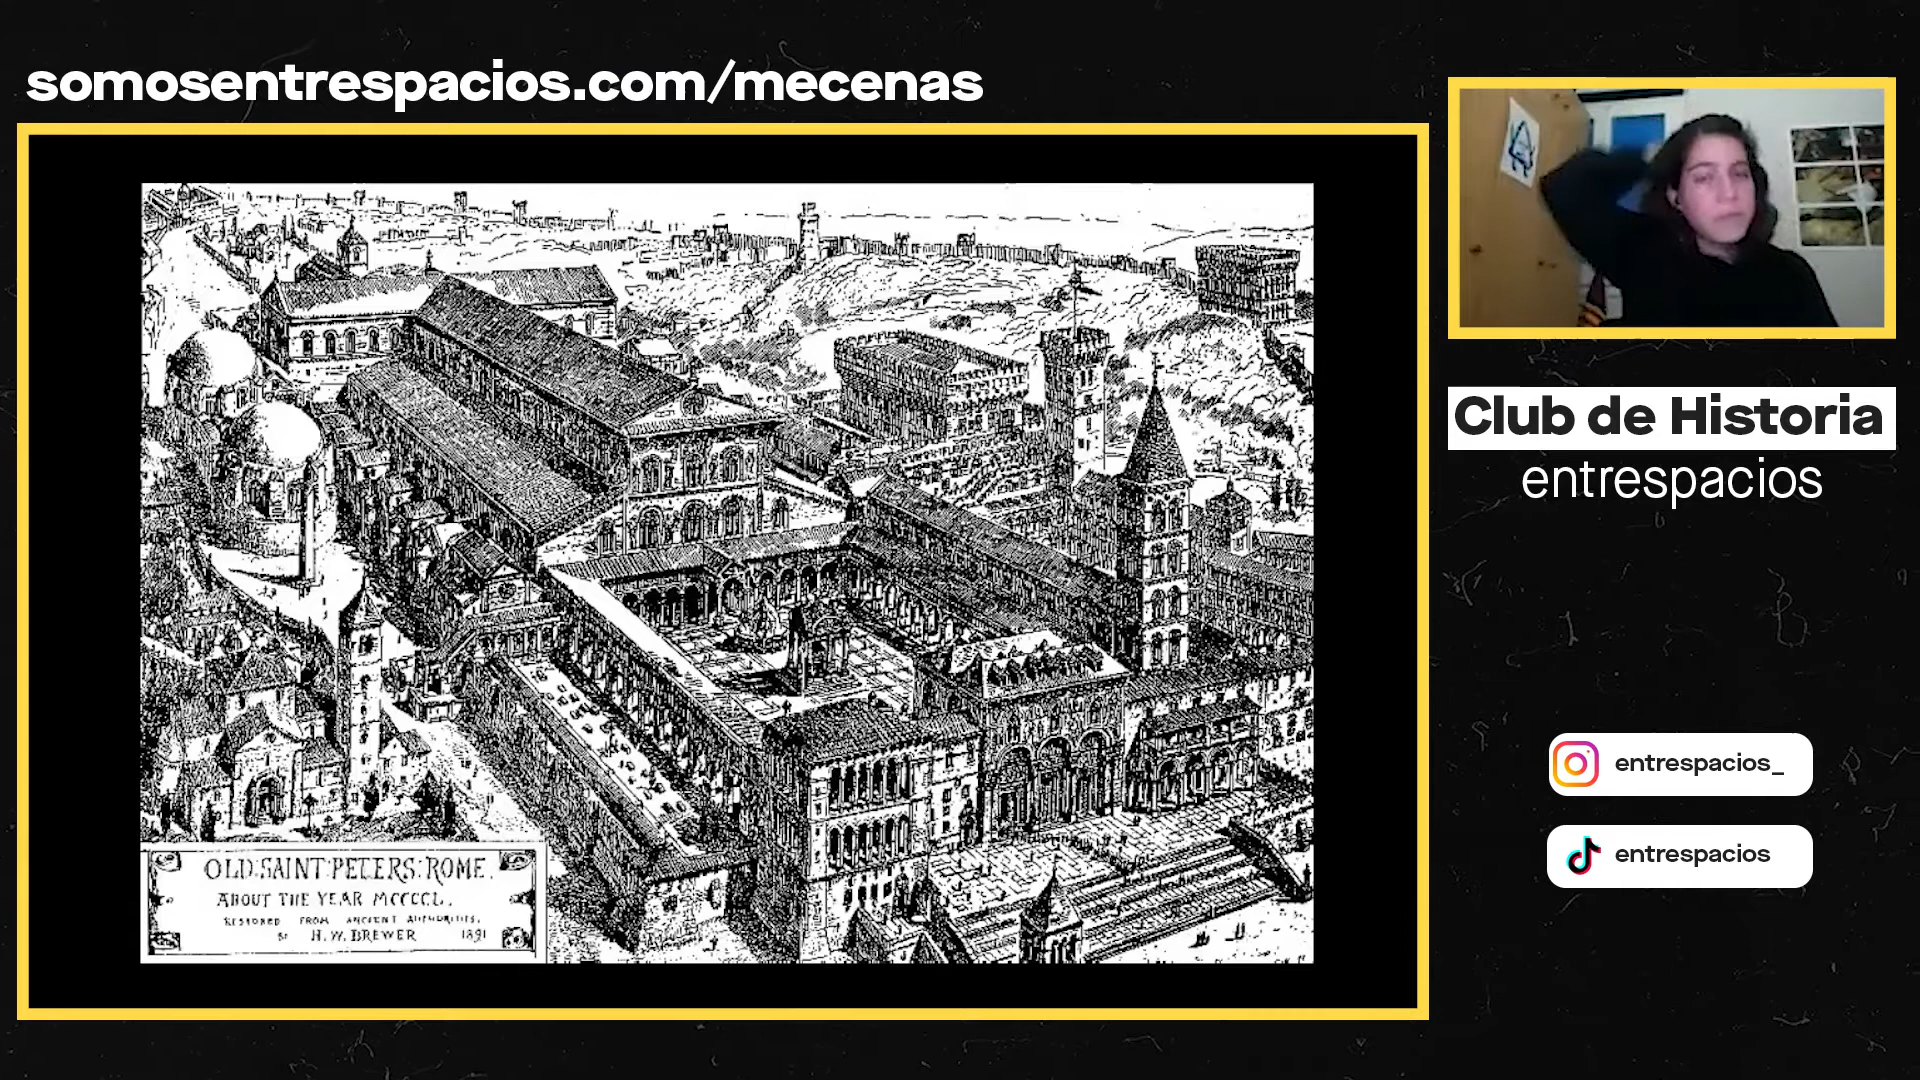 somosentrespacios.com/mecenas
Club de Historia
entrespacios
OLD.SAINT.PETERS.ROME.
ABOUT THE YEAR MCCCCL.
RESTORED FROM ANCIENT AUTHORITIES.
BY H.W.BREWER 1891
entrespacios_
entrespacios